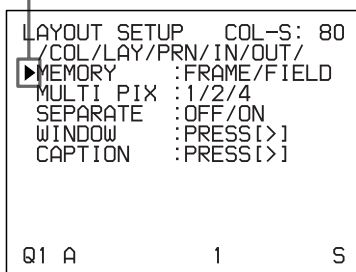 LAYOUT SETUP COL-S: 80
/COL/LAY/PRN/IN/OUT/
▶MEMORY :FRAME/FIELD
MULTI PIX :1/2/4
SEPARATE :OFF/ON
WINDOW :PRESS[>]
CAPTION :PRESS[>]
Q1 A 1 S